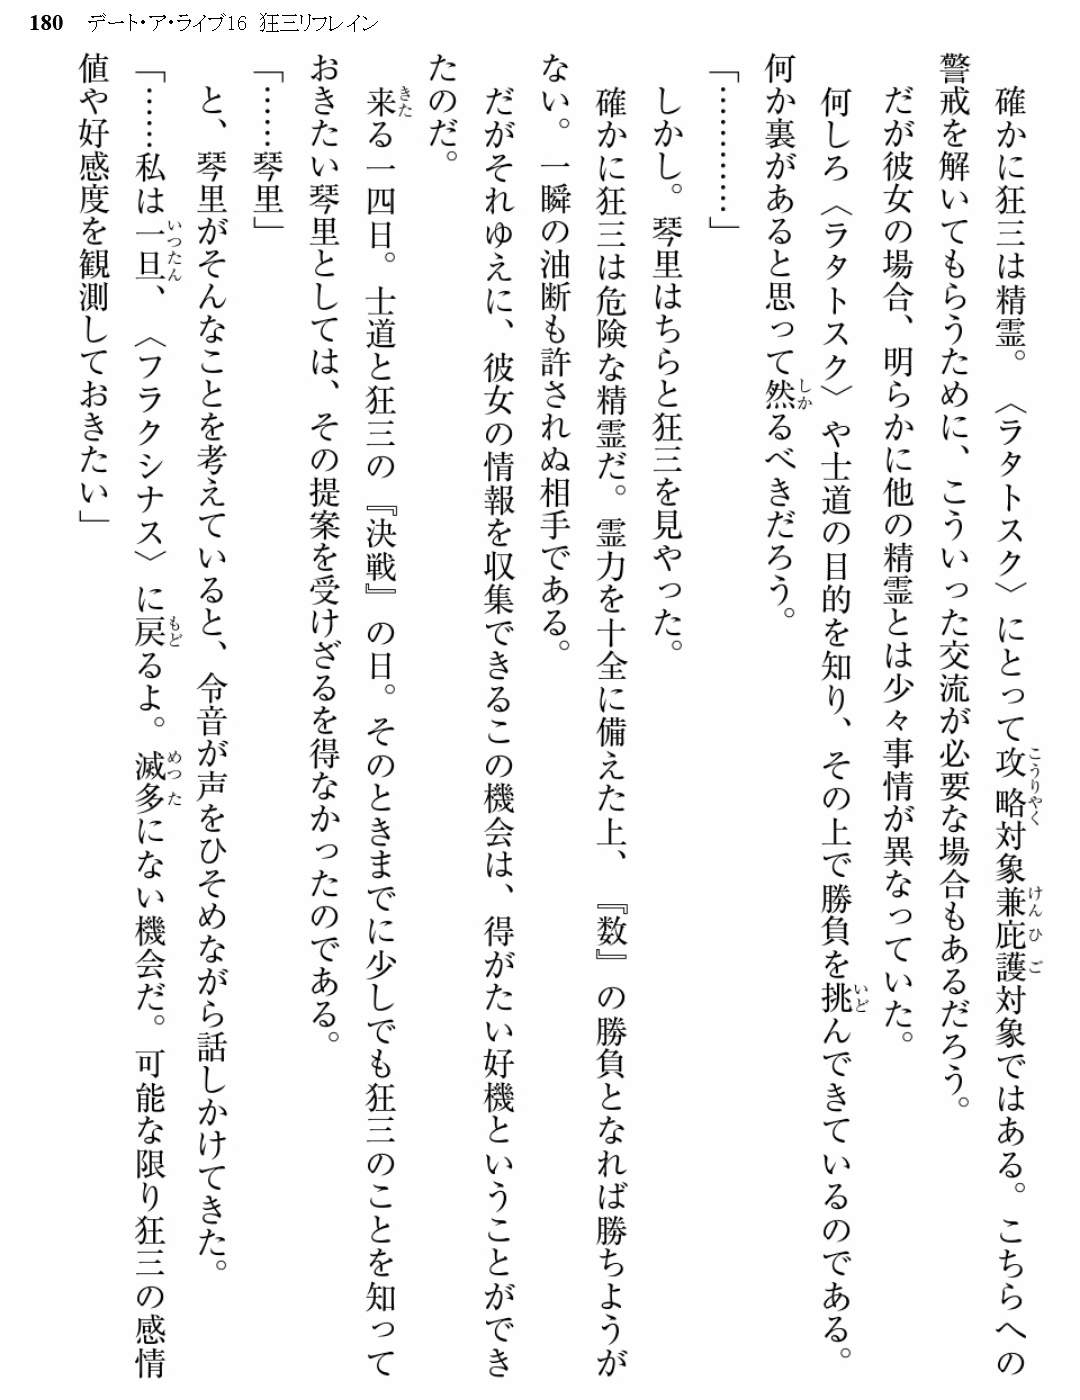 180 デート・ア・ライブ16 狂三リフレイン
確かに狂三は精霊。〈ラタトスク〉にとって攻略対象兼庇護対象ではある。こちらへの
警戒を解いてもらうために、こういった交流が必要な場合もあるだろう。
だが彼女の場合、明らかに他の精霊とは少々事情が異なっていた。
何しろ〈ラタトスク〉や士道の目的を知り、その上で勝負を挑んできているのである。
何か裏があると思って然るべきだろう。
「…………」
しかし。琴里はちらと狂三を見やった。
確かに狂三は危険な精霊だ。霊力を十全に備えた上、『数』の勝負となれば勝ちようが
ない。一瞬の油断も許されぬ相手である。
だがそれゆえに、彼女の情報を収集できるこの機会は、得がたい好機ということができ
たのだ。
来る一四日。士道と狂三の『決戦』の日。そのときまでに少しでも狂三のことを知って
おきたい琴里としては、その提案を受けざるを得なかったのである。
「……琴里」
と、琴里がそんなことを考えていると、令音が声をひそめながら話しかけてきた。
「……私は一旦、〈フラクシナス〉に戻るよ。滅多にない機会だ。可能な限り狂三の感情
値や好感度を観測しておきたい」